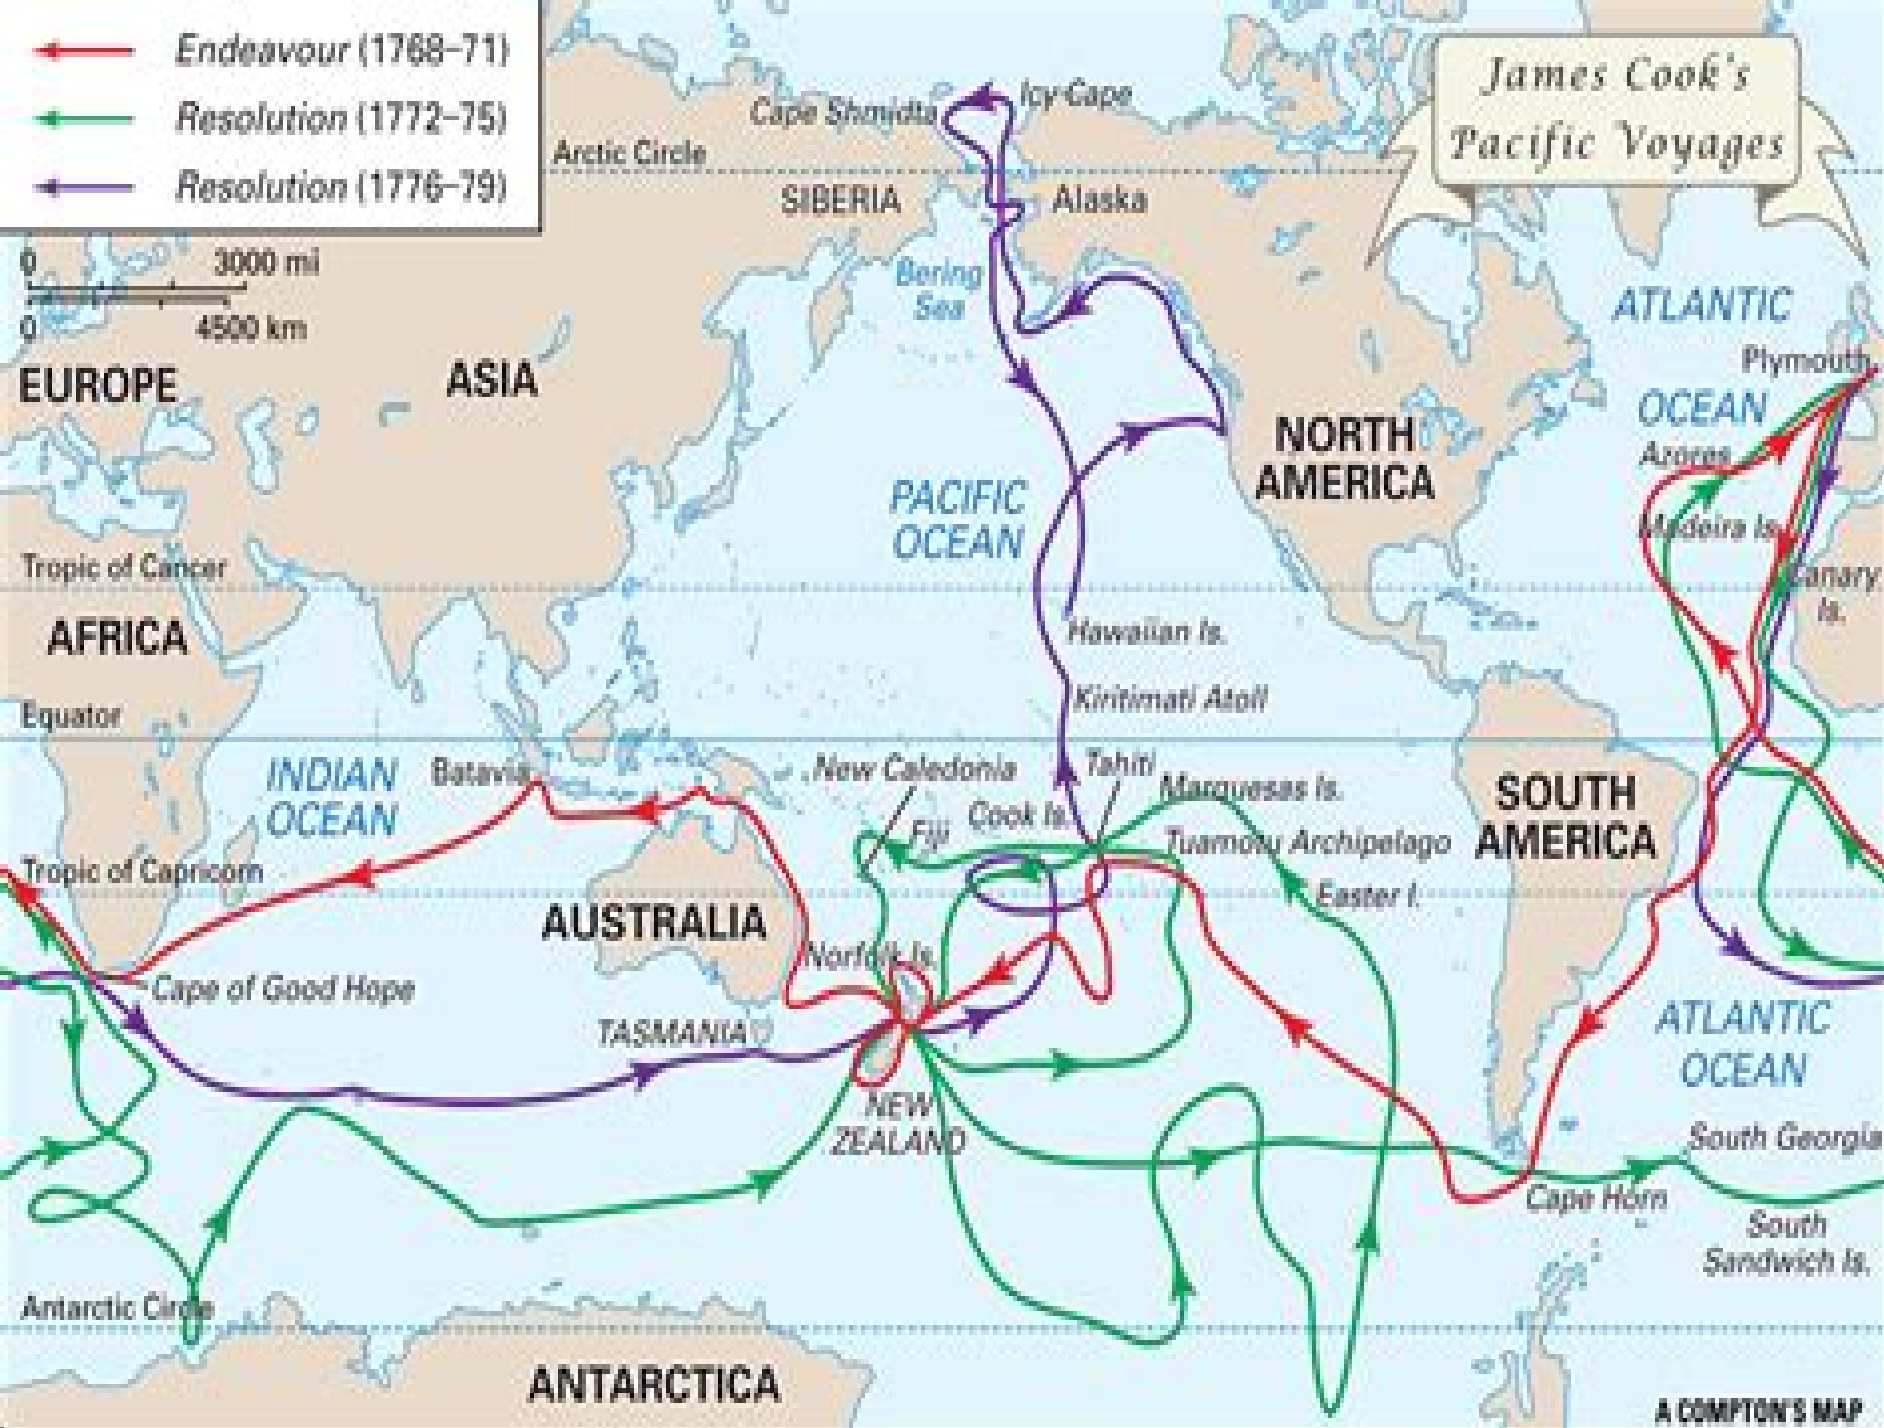 Endeavour (1768–71)
Resolution (1772–75)
Resolution (1776–79)
James Cook's
Pacific Voyages
0 3000 mi
0 4500 km
Cape Shmidta
Icy Cape
Arctic Circle
SIBERIA
Alaska
Bering
Sea
ATLANTIC
OCEAN
Plymouth
EUROPE
ASIA
NORTH
AMERICA
Azores
PACIFIC
OCEAN
Madeira Is.
Canary
Is.
Tropic of Cancer
AFRICA
Hawaiian Is.
Kiritimati Atoll
Equator
INDIAN
OCEAN
Batavia
New Caledonia
Tahiti
Marquesas Is.
Cook Is.
Fiji
Tuamotu Archipelago
SOUTH
AMERICA
Tropic of Capricorn
Easter I.
AUSTRALIA
Norfolk Is.
Cape of Good Hope
TASMANIA
ATLANTIC
OCEAN
NEW
ZEALAND
South Georgia
Cape Horn
South
Sandwich Is.
Antarctic Circle
ANTARCTICA
A COMPTON'S MAP